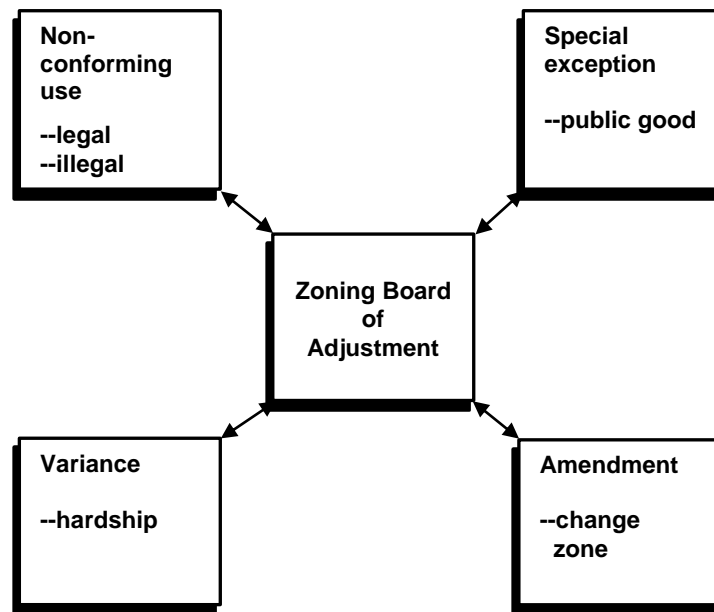 Non-
conforming
use
--legal
--illegal
Special
exception
--public good
Zoning Board
of
Adjustment
Variance
--hardship
Amendment
--change
zone